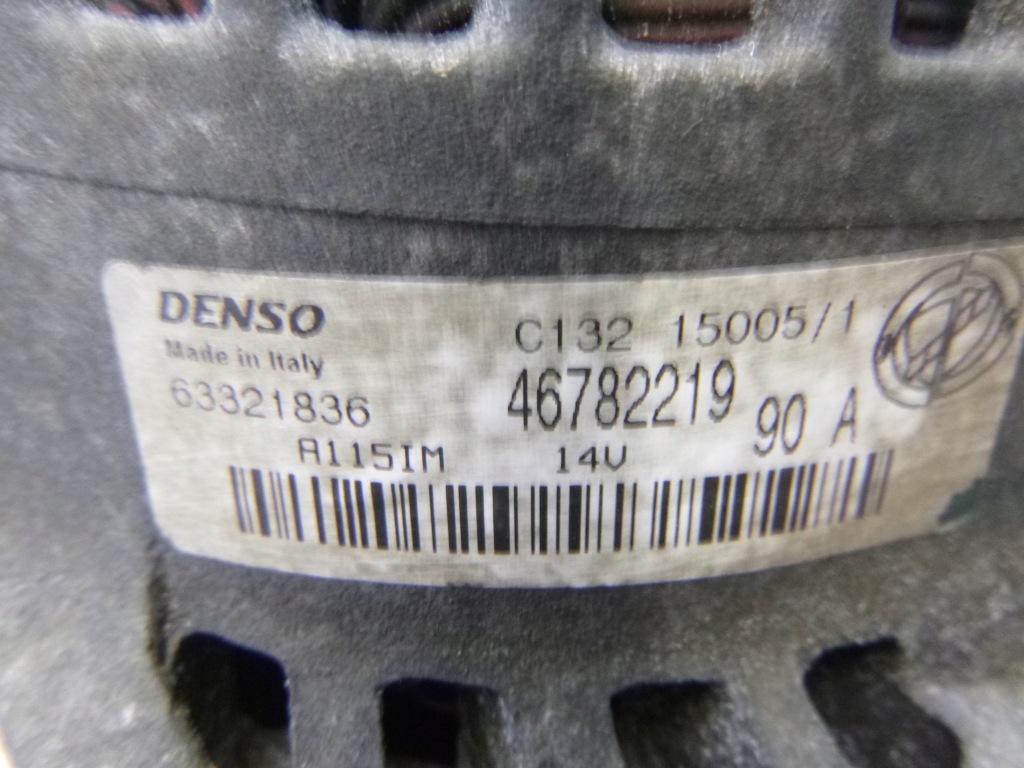 DENSO
Made in Italy
63321836
A115IM
C132 15005/1
46782219
14V
90 A